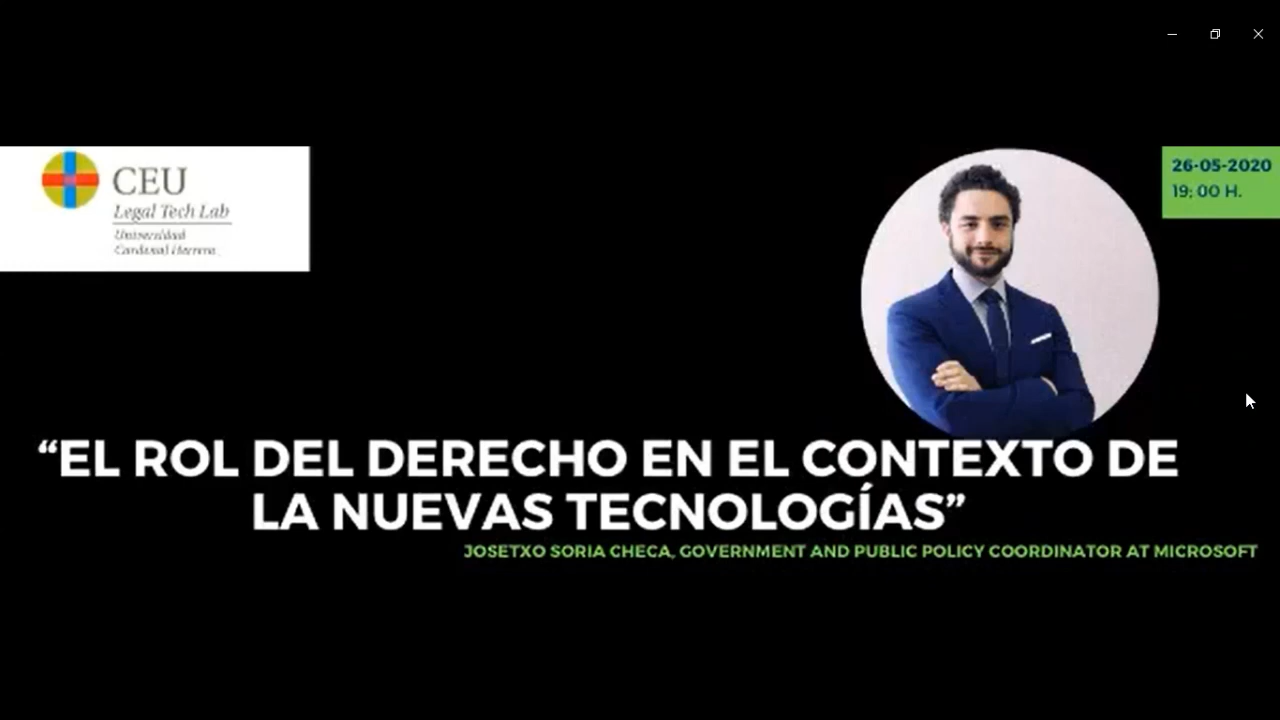 CEU
Legal Tech Lab
Universidad
Cardenal Herrera
26-05-2020
19; 00 H.
“EL ROL DEL DERECHO EN EL CONTEXTO DE
LA NUEVAS TECNOLOGÍAS”
JOSETXO SORIA CHECA, GOVERNMENT AND PUBLIC POLICY COORDINATOR AT MICROSOFT